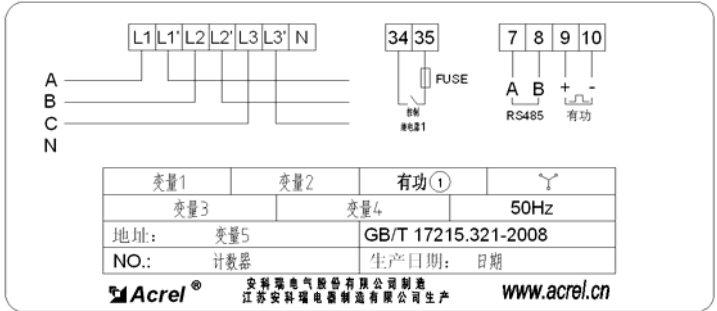 L1 L1' L2 L2' L3 L3' N 34 35 7 8 9 10
A
B
C
N
FUSE
控制
继电器1
A B + -
RS485 有功
变量1 变量2 有功①
变量3 变量4 50Hz
地址： 变量5 GB/T 17215.321-2008
NO.: 计数器 生产日期： 日期
Acrel® 安科瑞电气股份有限公司制造 www.acrel.cn
江苏安科瑞电器制造有限公司生产